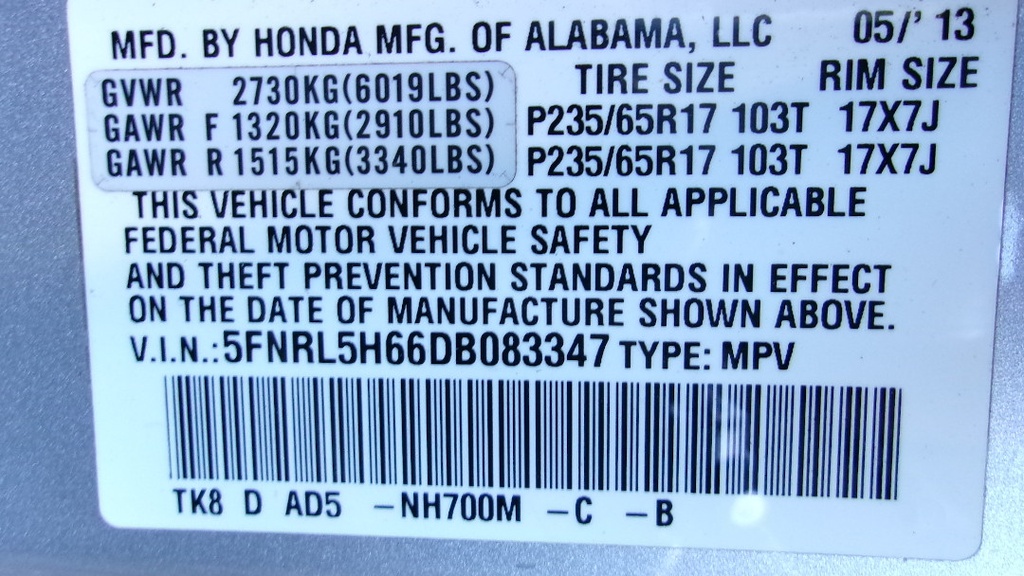 MFD. BY HONDA MFG. OF ALABAMA, LLC 05/' 13
GVWR 2730KG(6019LBS) TIRE SIZE RIM SIZE
GAWR F 1320KG(2910LBS) P235/65R17 103T 17X7J
GAWR R 1515KG(3340LBS) P235/65R17 103T 17X7J
THIS VEHICLE CONFORMS TO ALL APPLICABLE
FEDERAL MOTOR VEHICLE SAFETY
AND THEFT PREVENTION STANDARDS IN EFFECT
ON THE DATE OF MANUFACTURE SHOWN ABOVE.
V.I.N.:5FNRL5H66DB083347 TYPE: MPV
TK8 D AD5 –NH700M –C –B